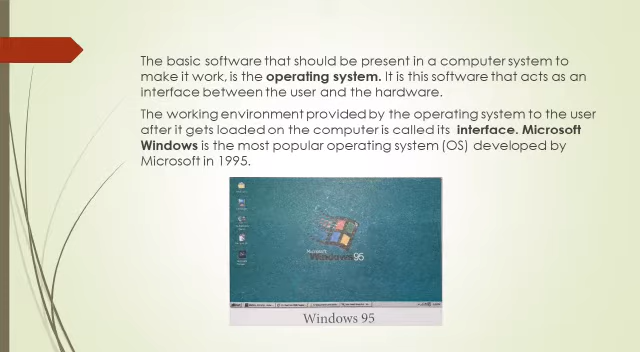 The basic software that should be present in a computer system to
make it work, is the operating system. It is this software that acts as an
Interface between the user and the hardware.
The working environment provided by the operating system to the user
after it gets loaded on the computer is called its interface. Microsoft
Windows is the most popular operating system (OS) developed by
Microsoft in 1995.
Microsoft
Windows 95
Windows 95